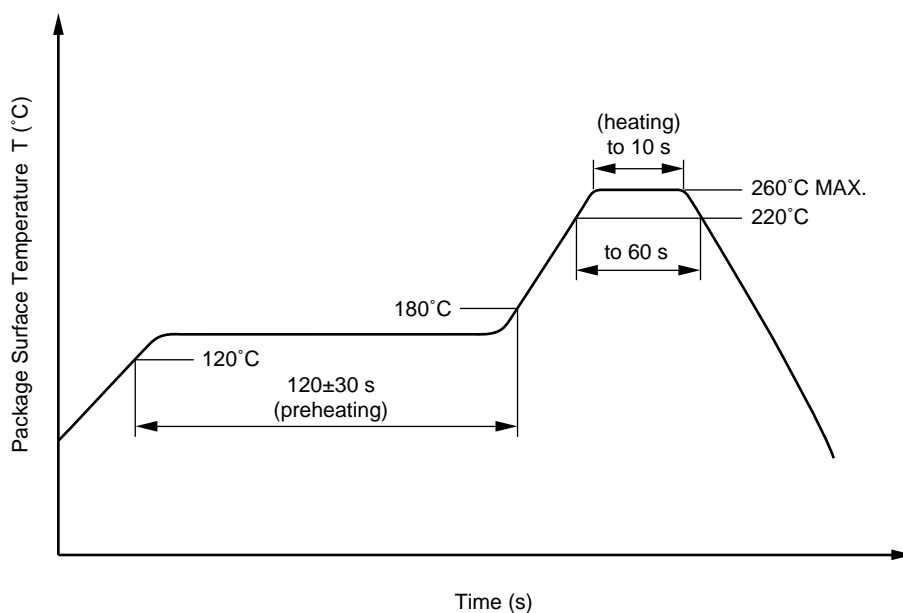 Package Surface Temperature T (˚C)
(heating)
to 10 s
260˚C MAX.
220˚C
to 60 s
180˚C
120˚C
120±30 s
(preheating)
Time (s)